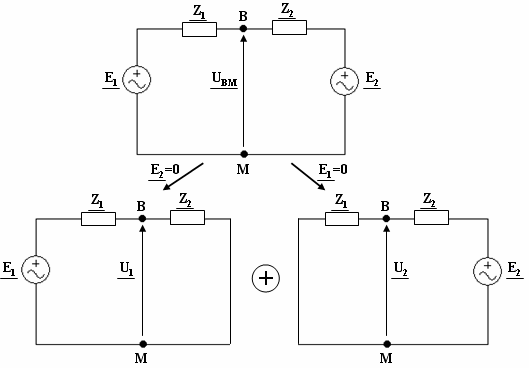 Z1 B Z2
E1 UBM E2
M
E2=0 E1=0
Z1 B Z2 Z1 B Z2
E1 U1 + U2 E2
M M